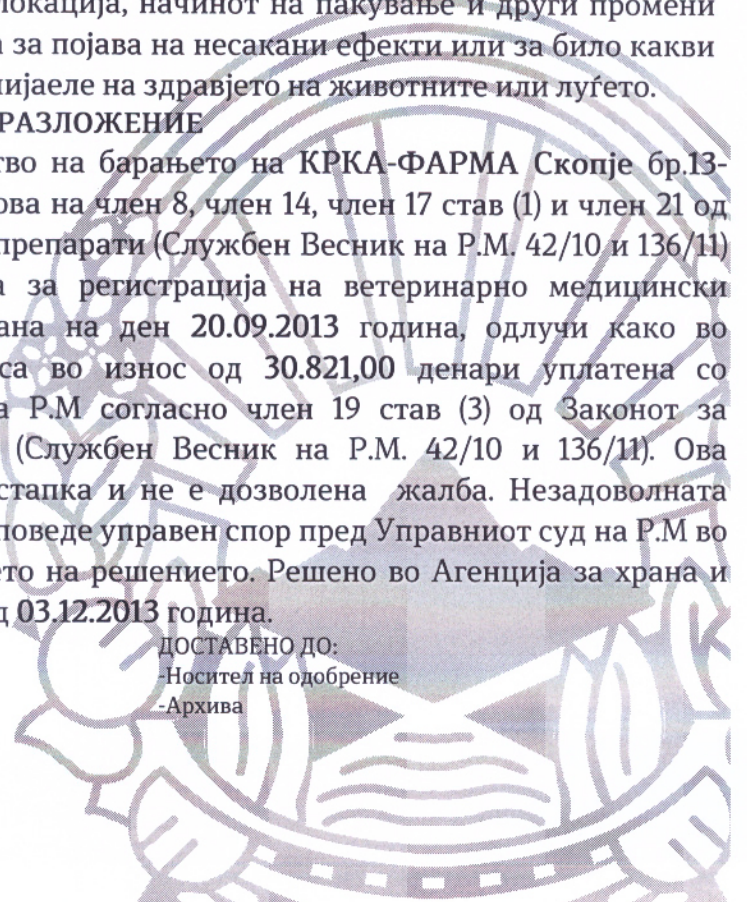 локација, начинот на пакување и други промени
а за појава на несакани ефекти или за било какви
ијаеле на здравјето на животните или луѓето.
РАЗЛОЖЕНИЕ
тво на барањето на КРКА-ФАРМА Скопје бр.13-
ова на член 8, член 14, член 17 став (1) и член 21 од
препарати (Службен Весник на Р.М. 42/10 и 136/11)
а за регистрација на ветеринарно медицински
ана на ден 20.09.2013 година, одлучи како во
са во износ од 30.821,00 денари уплатена со
а Р.М согласно член 19 став (3) од Законот за
(Службен Весник на Р.М. 42/10 и 136/11). Ова
стапка и не е дозволена жалба. Незадоволната
поведе управен спор пред Управниот суд на Р.М во
ето на решението. Решено во Агенција за храна и
д 03.12.2013 година.
ДОСТАВЕНО ДО:
-Носител на одобрение
-Архива